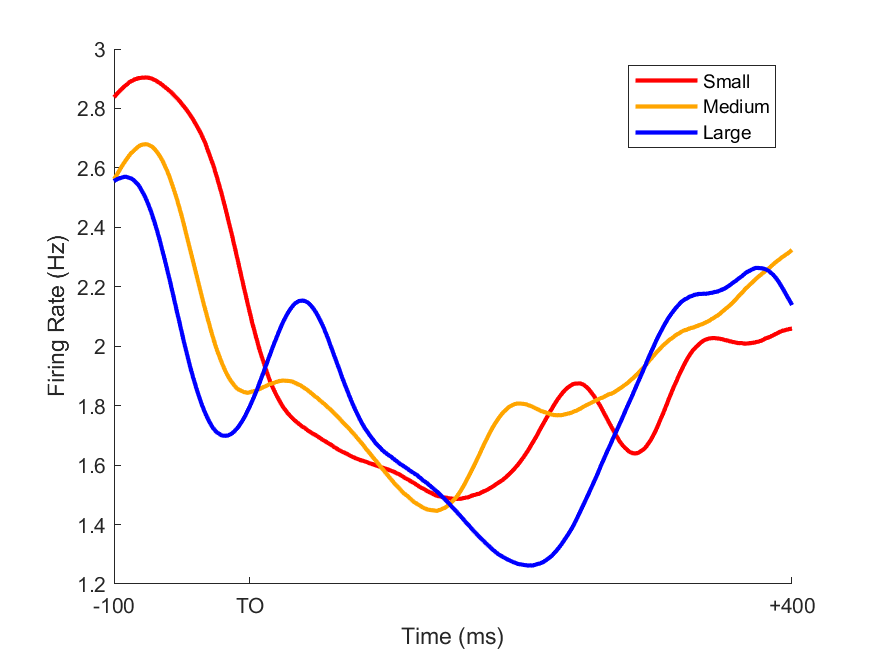 3
2.8
2.6
2.4
2.2
2
1.8
1.6
1.4
1.2
Firing Rate (Hz)
Small
Medium
Large
-100 TO +400
Time (ms)